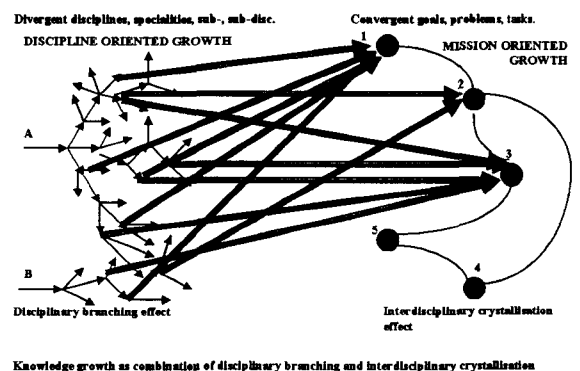 Divergent disciplines, specialities, sub-, sub-disc.
Convergent goals, problems, tasks.
DISCIPLINE ORIENTED GROWTH
1
MISSION ORIENTED
GROWTH
2
A
3
5
4
B
Disciplinary branching effect
Interdisciplinary crystallisation
effect
Knowledge growth as combination of disciplinary branching and interdisciplinary crystallisation